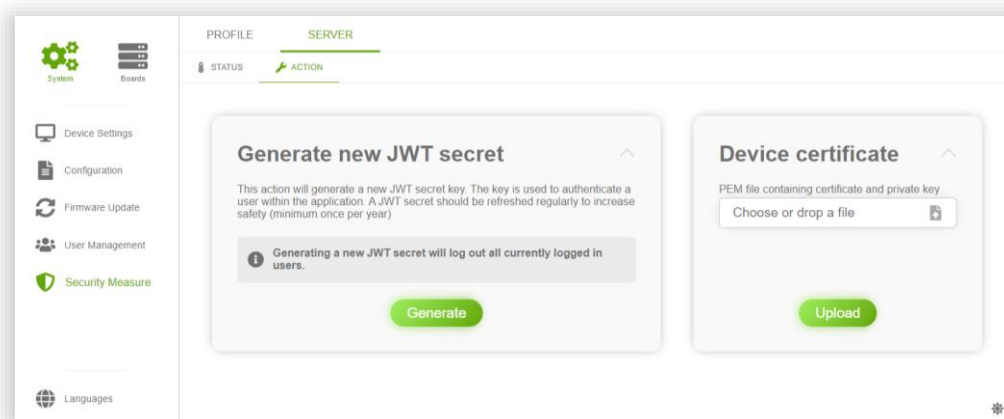 PROFILE
SERVER
System
Boards
STATUS
ACTION
Device Settings
Configuration
Firmware Update
User Management
Security Measure
Languages
Generate new JWT secret
This action will generate a new JWT secret key. The key is used to authenticate a
user within the application. A JWT secret should be refreshed regularly to increase
safety (minimum once per year)
Generating a new JWT secret will log out all currently logged in
users.
Generate
Device certificate
PEM file containing certificate and private key
Choose or drop a file
Upload